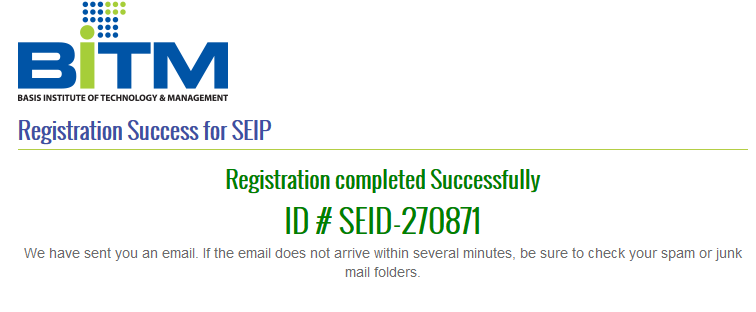 BiTM
BASIS INSTITUTE OF TECHNOLOGY & MANAGEMENT
Registration Success for SEIP
Registration completed Successfully
ID # SEID-270871
We have sent you an email. If the email does not arrive within several minutes, be sure to check your spam or junk
mail folders.